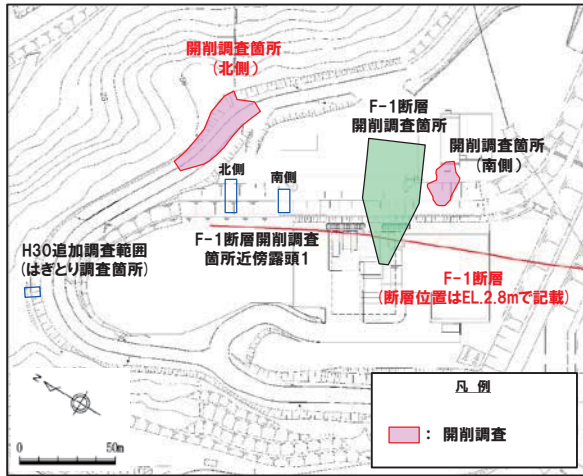 開削調査箇所
(北側)
F-1断層
開削調査箇所
開削調査箇所
(南側)
北側
南側
F-1断層開削調査
箇所近傍露頭1
H30追加調査範囲
(はぎとり調査箇所)
F-1断層
(断層位置はEL.2.8mで記載)
N
0
50m
凡 例
: 開削調査